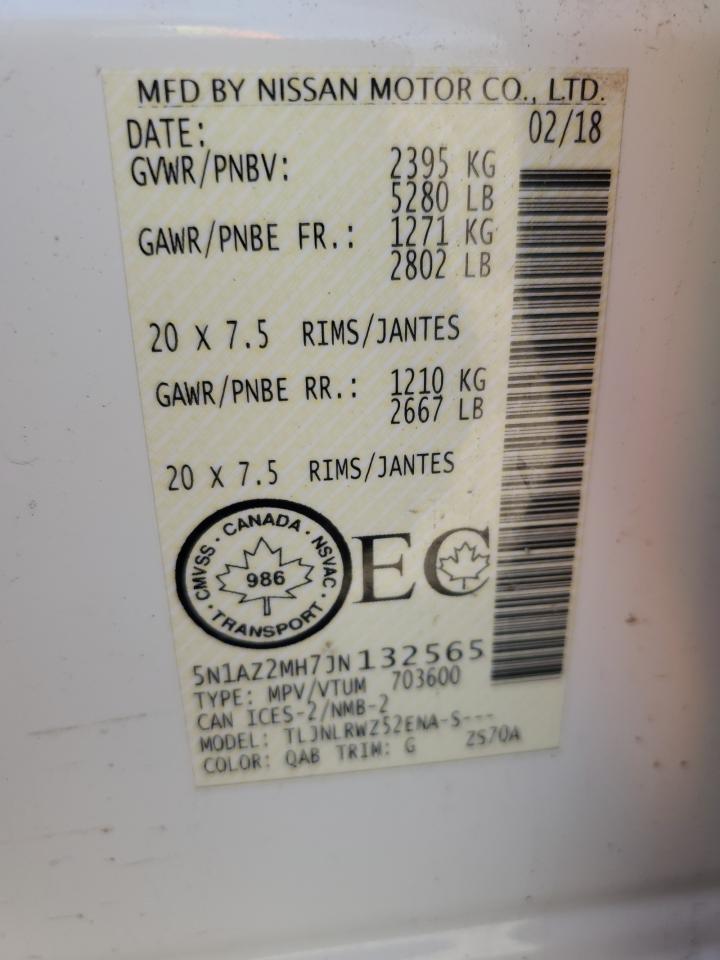 MFD BY NISSAN MOTOR CO., LTD.
DATE: 02/18
GVWR/PNBV: 2395 KG
5280 LB
GAWR/PNBE FR.: 1271 KG
2802 LB
20 X 7.5 RIMS/JANTES
GAWR/PNBE RR.: 1210 KG
2667 LB
20 X 7.5 RIMS/JANTES
CMVSS · CANADA · NSVAC · TRANSPORT ·
986
EC
5N1AZ2MH7JN132565
TYPE: MPV/VTUM 703600
CAN ICES-2/NMB-2
MODEL: TLJNLRWZ52ENA-S---
COLOR: QAB TRIM: G 2S70A